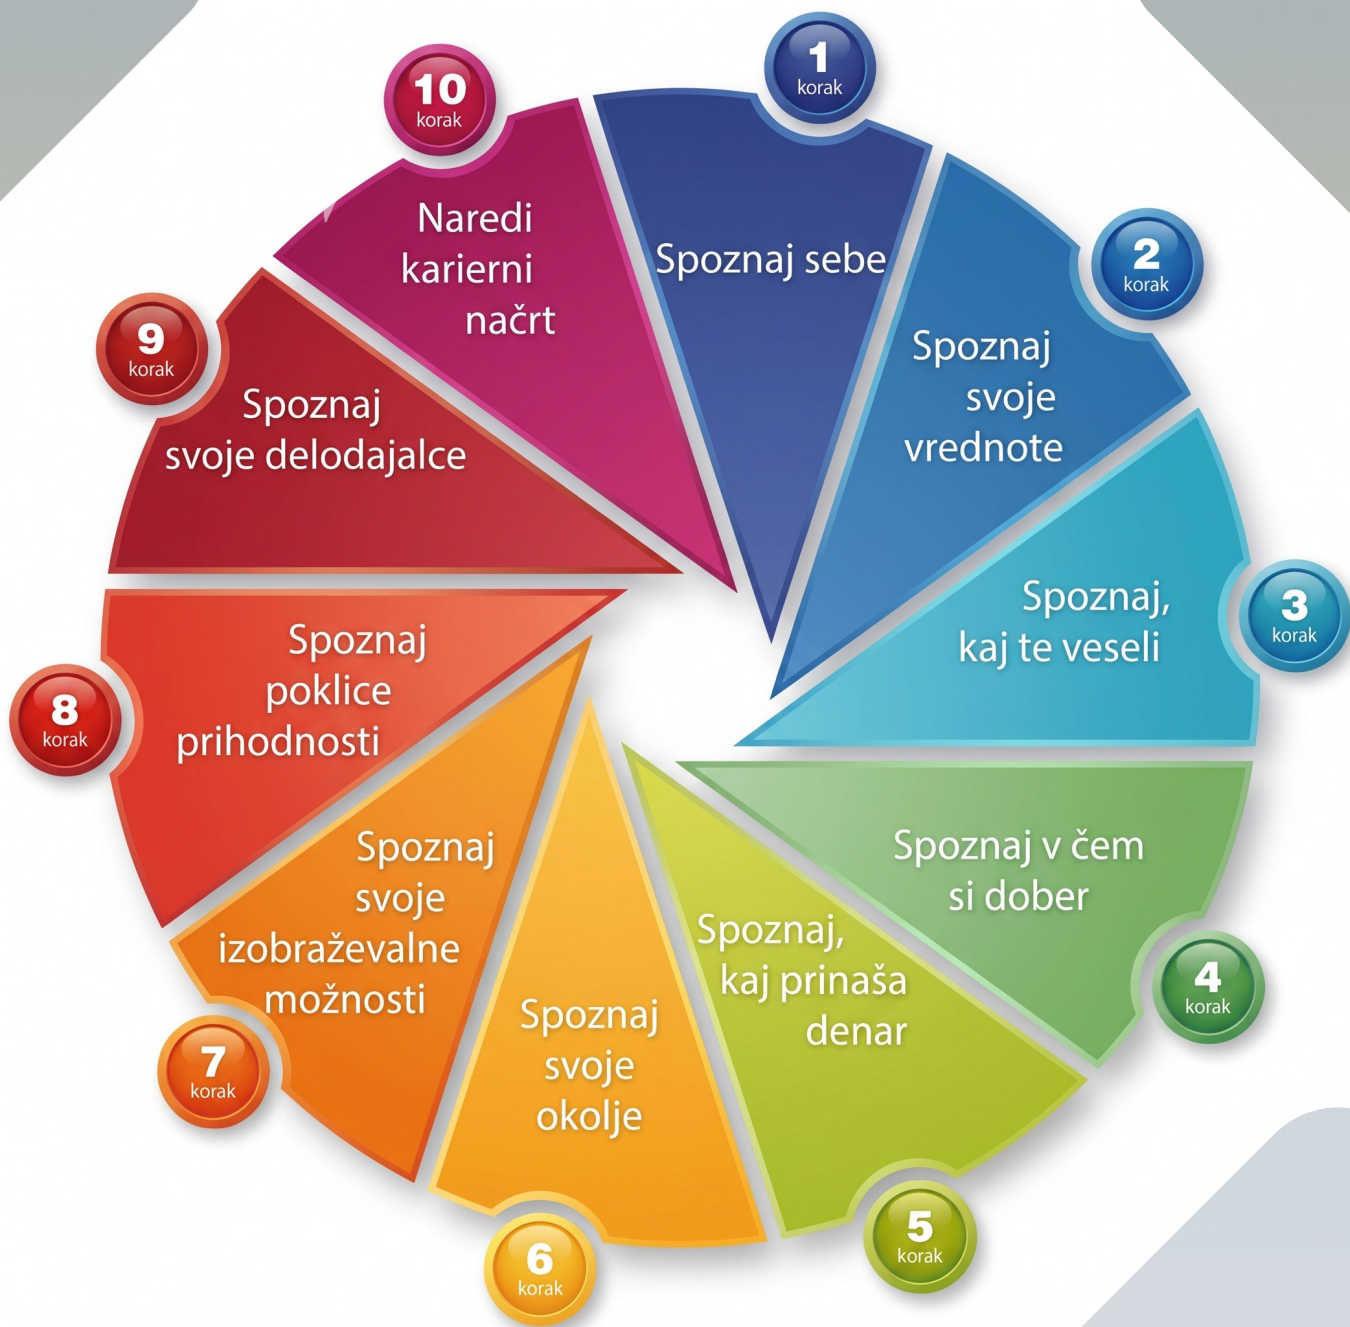 1
korak
Spoznaj sebe
2
korak
Spoznaj
svoje
vrednote
3
korak
Spoznaj,
kaj te veseli
4
korak
Spoznaj v čem
si dober
5
korak
Spoznaj,
kaj prinaša
denar
6
korak
Spoznaj
svoje
okolje
7
korak
Spoznaj
svoje
izobraževalne
možnosti
8
korak
Spoznaj
poklice
prihodnosti
9
korak
Spoznaj
svoje delodajalce
10
korak
Naredi
karierni
načrt